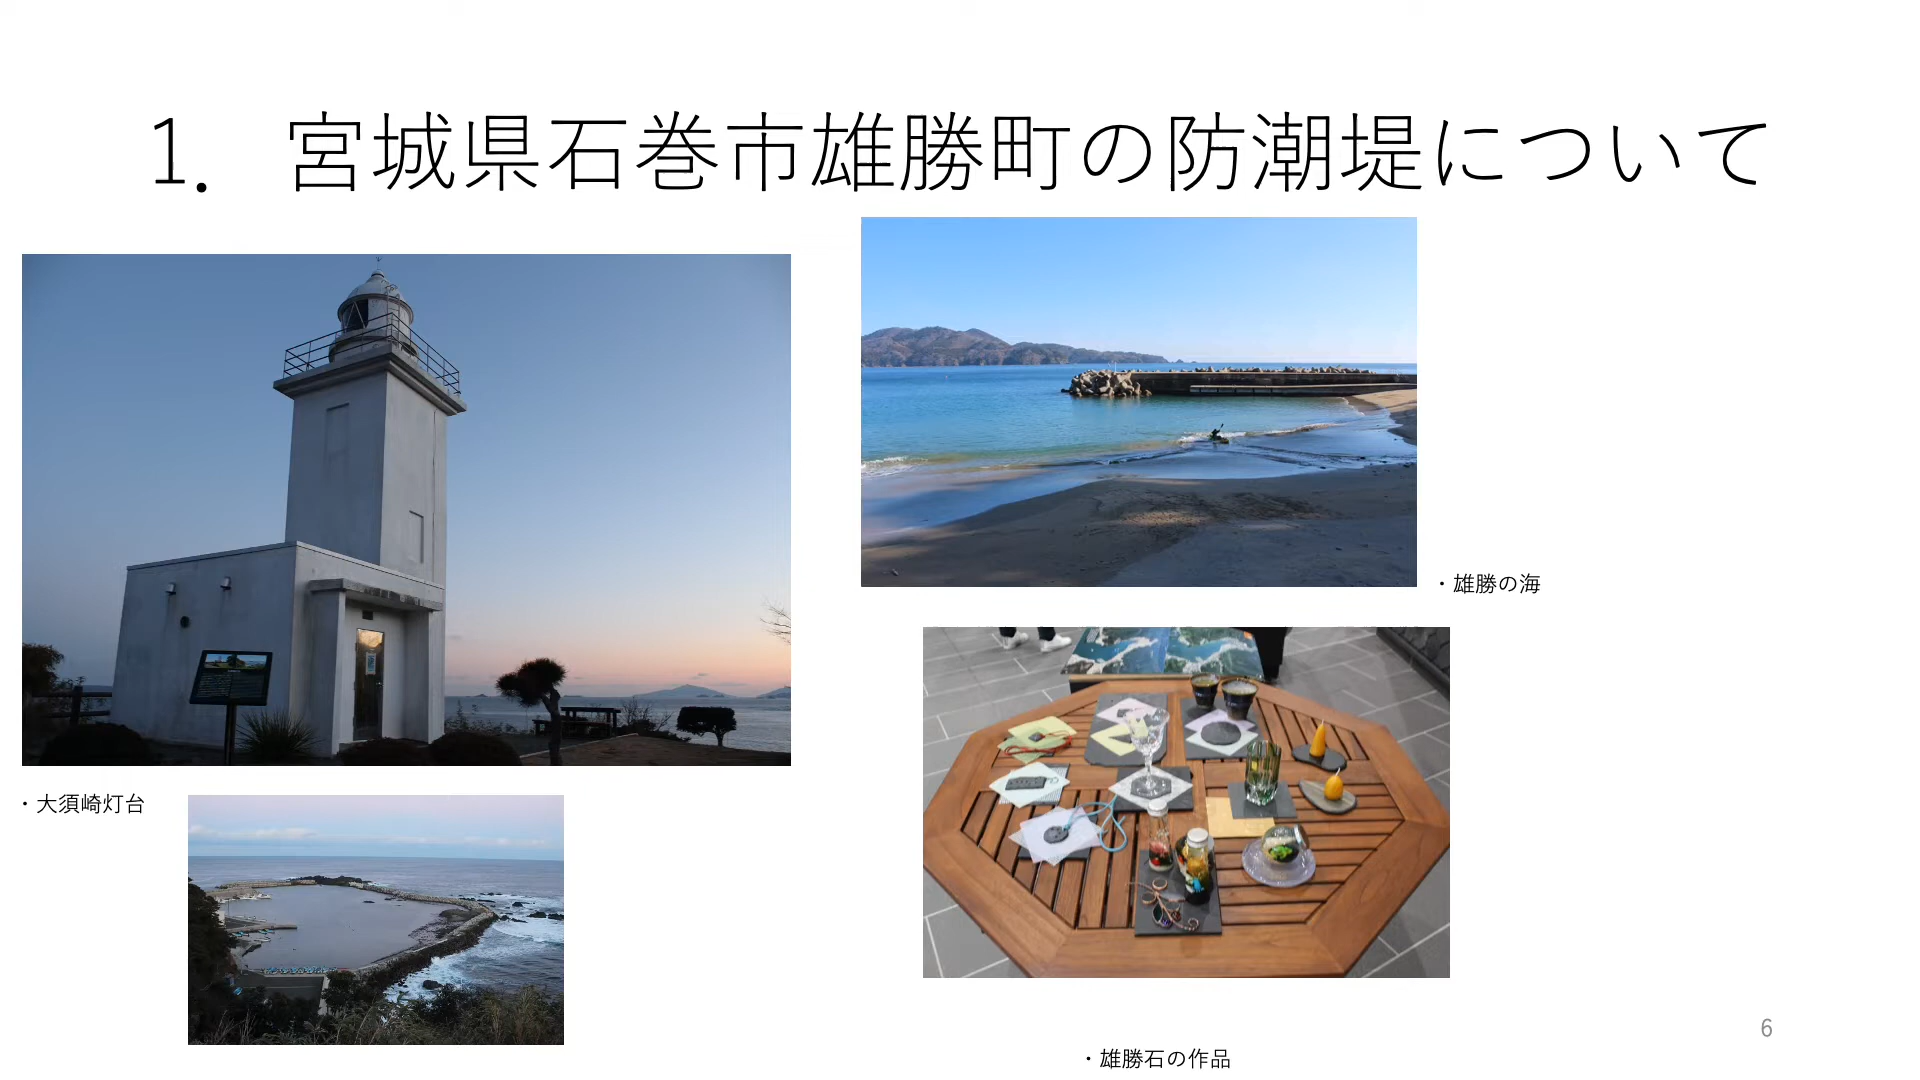 1.　宮城県石巻市雄勝町の防潮堤について
・雄勝の海
・大須崎灯台
・雄勝石の作品
6